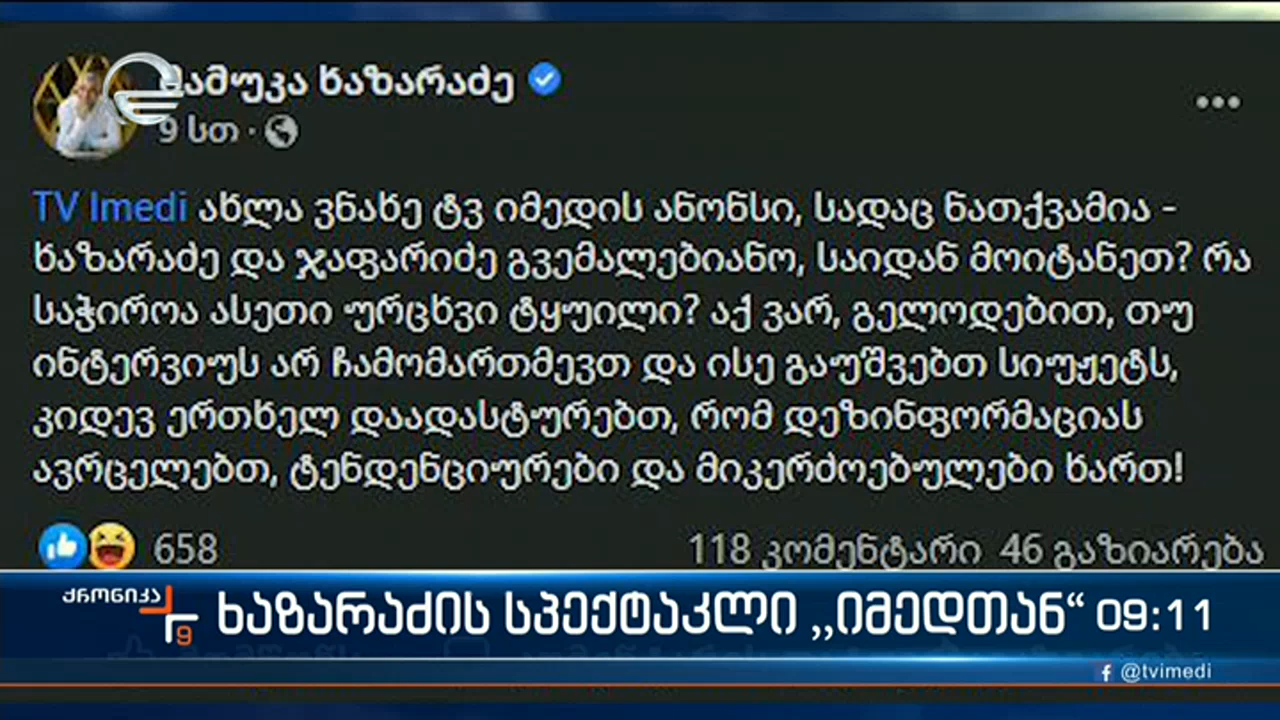 მამუკა ხაზარაძე
9 სთ ·
TV Imedi ახლა ვნახე ტვ იმედის ანონსი, სადაც ნათქვამია -
ხაზარაძე და ჯაფარიძე გვემალებიანო, საიდან მოიტანეთ? რა
საჭიროა ასეთი ურცხვი ტყუილი? აქ ვარ, გელოდებით, თუ
ინტერვიუს არ ჩამომართმევთ და ისე გაუშვებთ სიუჟეტს,
კიდევ ერთხელ დაადასტურებთ, რომ დეზინფორმაციას
ავრცელებთ, ტენდენციურები და მიკერძოებულები ხართ!
658 118 კომენტარი 46 გაზიარება
ქრონიკა
9
ხაზარაძის სპექტაკლი „იმედთან“ 09:11
@tvimedi